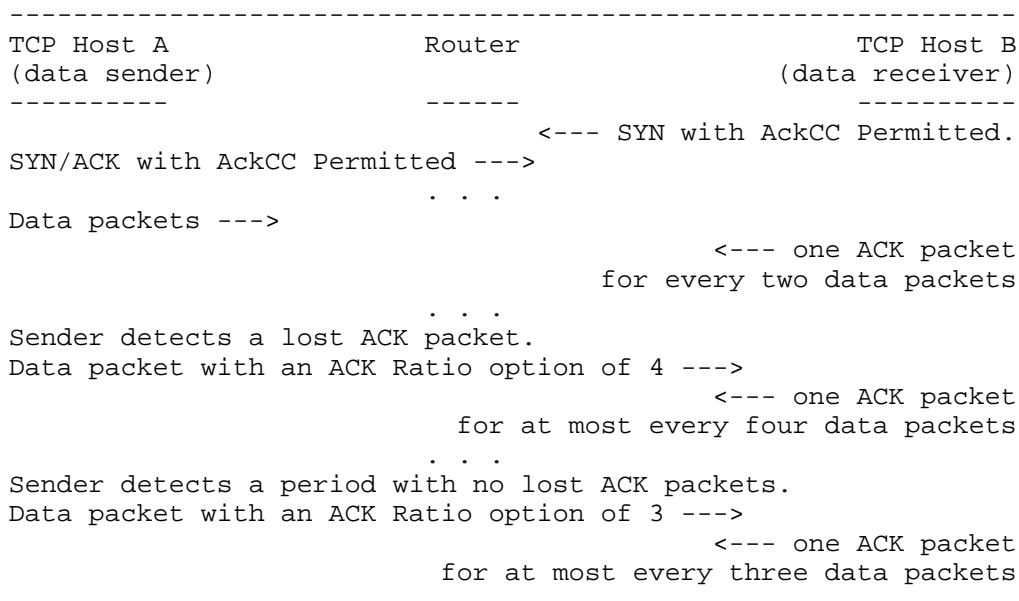 -----------------------------------------------------------------
TCP Host A                 Router                      TCP Host B
(data sender)                                     (data receiver)
----------                 ------                      ----------
                                  <--- SYN with AckCC Permitted.
SYN/ACK with AckCC Permitted --->
                           . . .
Data packets --->
                                              <--- one ACK packet
                                       for every two data packets
                           . . .
Sender detects a lost ACK packet.
Data packet with an ACK Ratio option of 4 --->
                                              <--- one ACK packet
                             for at most every four data packets
                           . . .
Sender detects a period with no lost ACK packets.
Data packet with an ACK Ratio option of 3 --->
                                              <--- one ACK packet
                            for at most every three data packets